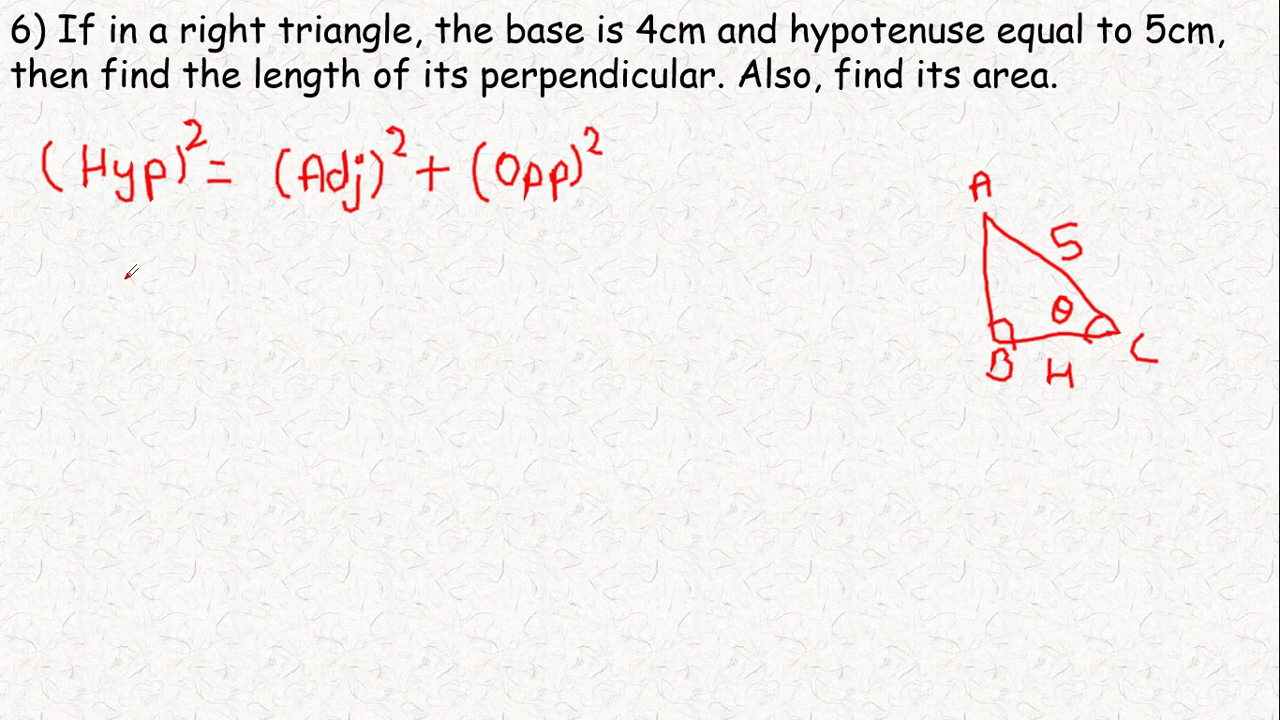 6) If in a right triangle, the base is 4cm and hypotenuse equal to 5cm,
then find the length of its perpendicular. Also, find its area.
(Hyp)² = (Adj)² + (Opp)²
A
5
θ
B
4
C